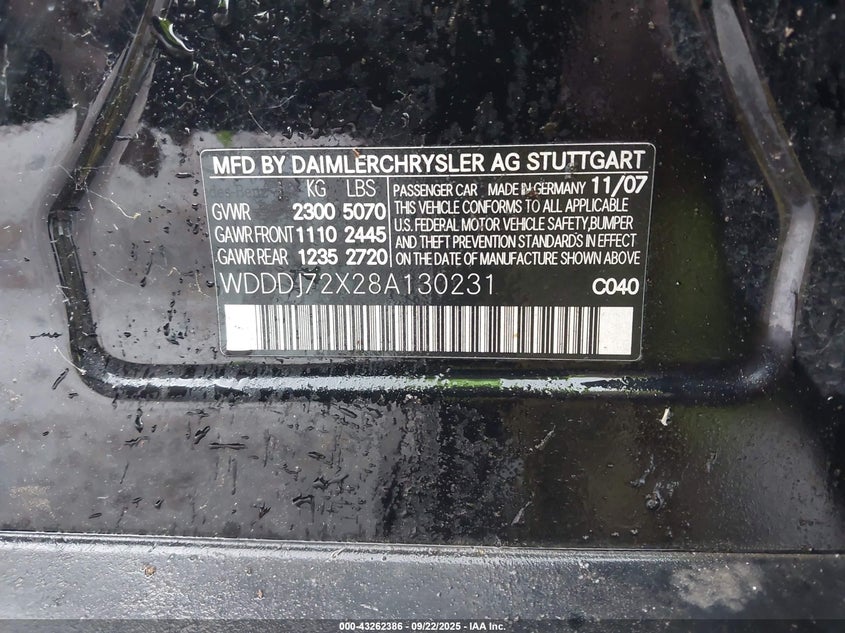 MFD BY DAIMLERCHRYSLER AG STUTTGART
KG LBS
GVWR 2300 5070
GAWR FRONT 1110 2445
GAWR REAR 1235 2720
PASSENGER CAR MADE IN GERMANY 11/07
THIS VEHICLE CONFORMS TO ALL APPLICABLE
U.S. FEDERAL MOTOR VEHICLE SAFETY,BUMPER
AND THEFT PREVENTION STANDARDS IN EFFECT
ON THE DATE OF MANUFACTURE SHOWN ABOVE
WDDDJ72X28A130231 C040
000-43262386 - 09/22/2025 - IAA Inc.